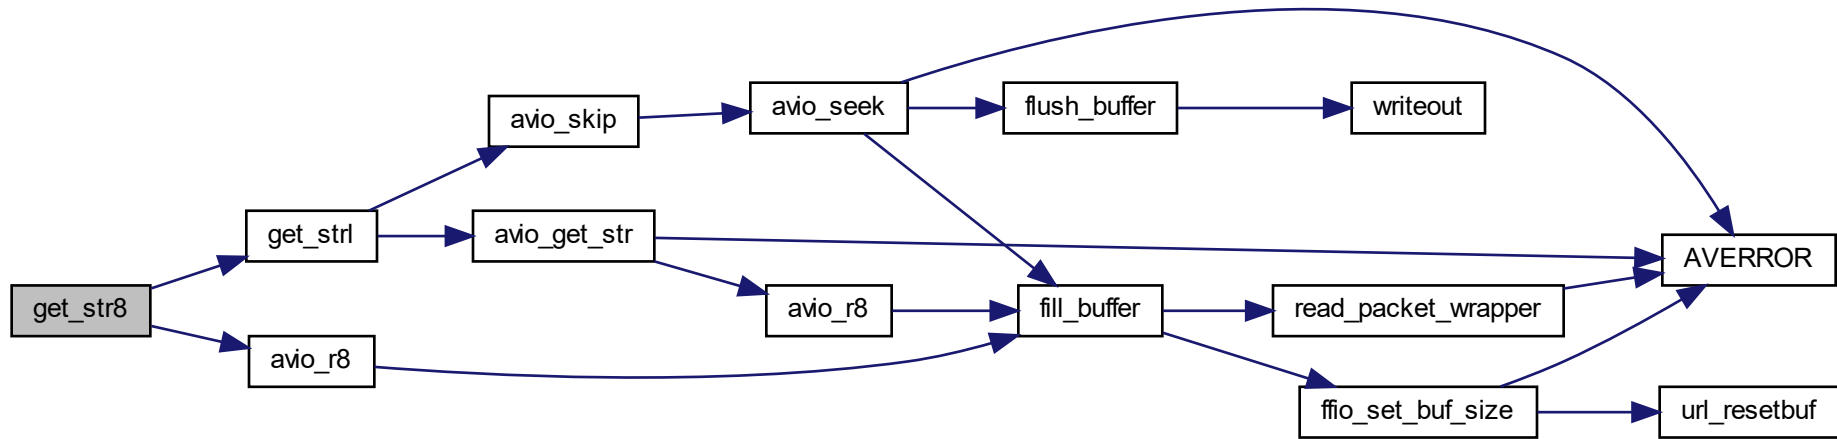 avio_seek
flush_buffer
writeout
avio_skip
get_strl
avio_get_str
AVERROR
get_str8
avio_r8
fill_buffer
read_packet_wrapper
avio_r8
ffio_set_buf_size
url_resetbuf